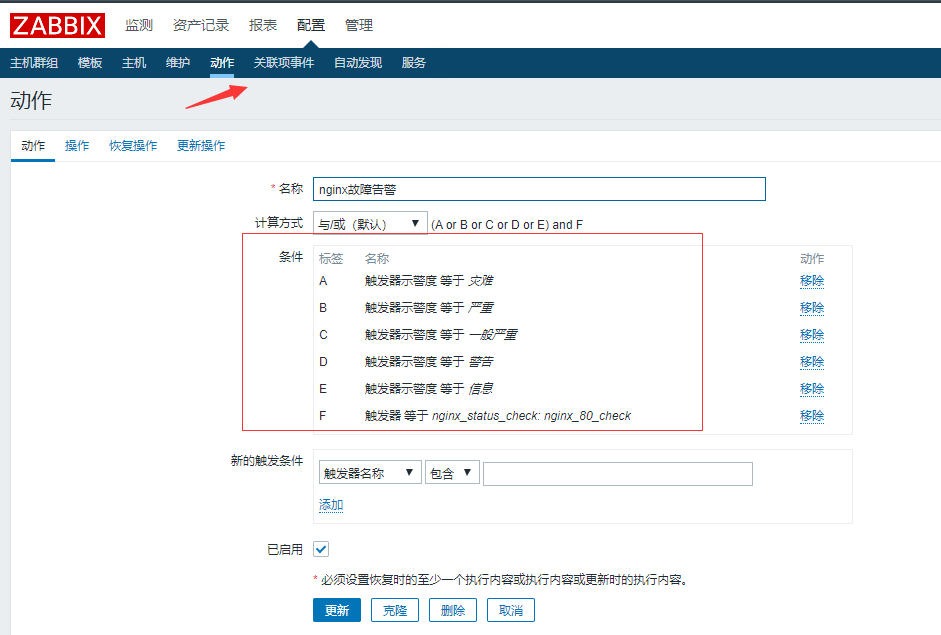 ZABBIX 监测 资产记录 报表 配置 管理
主机群组 模板 主机 维护 动作 关联项事件 自动发现 服务
动作
动作 操作 恢复操作 更新操作
* 名称 nginx故障告警
计算方式 与/或（默认） ▼ (A or B or C or D or E) and F
条件 标签 名称 动作
A 触发器示警度 等于 灾难 移除
B 触发器示警度 等于 严重 移除
C 触发器示警度 等于 一般严重 移除
D 触发器示警度 等于 警告 移除
E 触发器示警度 等于 信息 移除
F 触发器 等于 nginx_status_check: nginx_80_check 移除
新的触发条件 触发器名称 ▼ 包含 ▼
添加
已启用
* 必须设置恢复时的至少一个执行内容或执行内容或更新时的执行内容。
更新 克隆 删除 取消